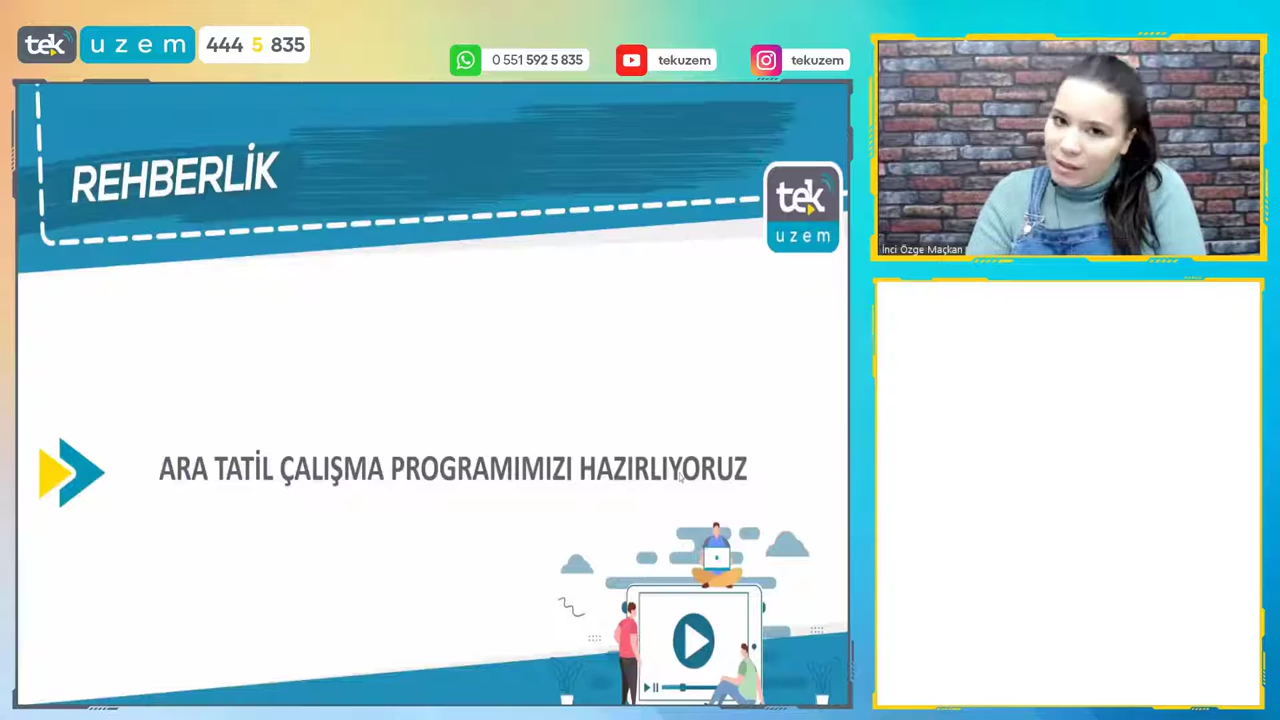 tek
uzem
444 5 835
0 551 592 5 835
tekuzem
tekuzem
REHBERLİK
tek
uzem
ARA TATİL ÇALIŞMA PROGRAMIMIZI HAZIRLIYORUZ
İnci Özge Maçkan